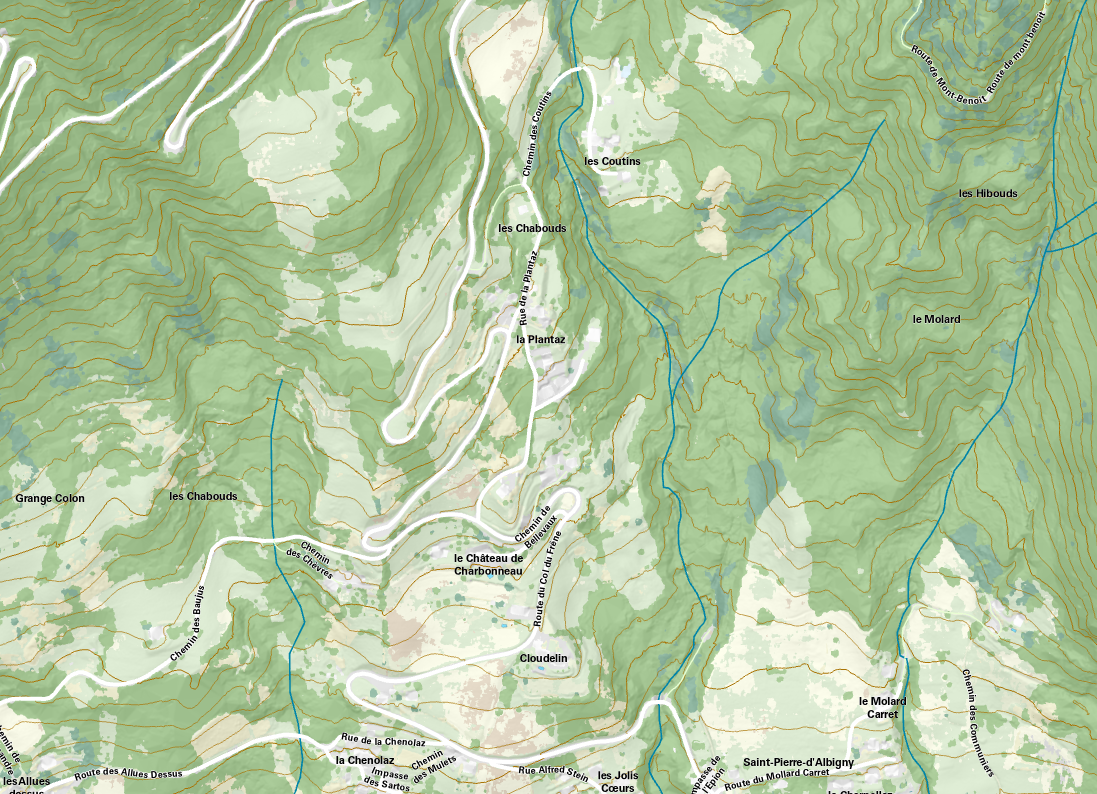 Route de Mont-Benoit
Route de mont benoit
Chemin des Coutins
les Coutins
les Hibouds
les Chabouds
Rue de la Plantaz
le Molard
la Plantaz
Grange Colon
les Chabouds
Chemin de
Bellevaux
Chemin
des Chèvres
le Château de
Charbonneau
Route du Col du Frêne
Chemin des Baujus
Cloudelin
Chemin des Communiers
le Molard
Carret
Rue de la Chenolaz
la Chenolaz
Chemin
des Mulets
Impasse
des Sartos
Rue Alfred Stein
les Jolis
Cœurs
Impasse de
l'Epion
Saint-Pierre-d'Albigny
Route du Mollard Carret
Route des Allues Dessus
les Allues
dessus